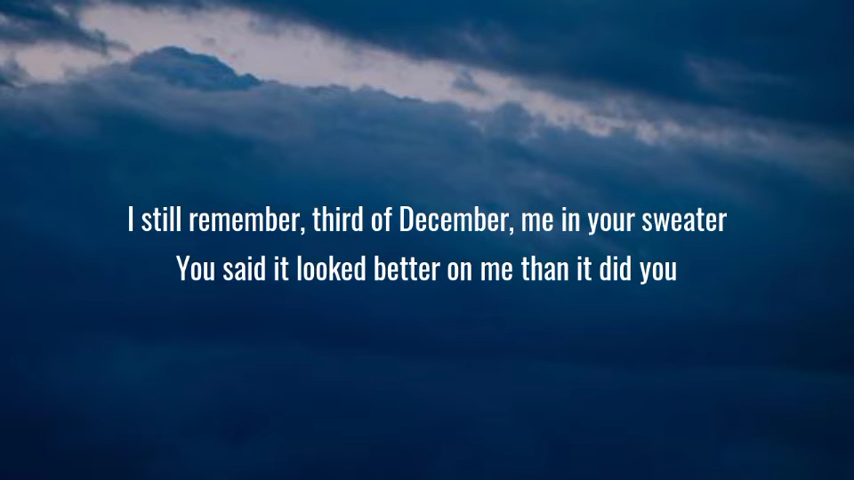 I still remember, third of December, me in your sweater
You said it looked better on me than it did you